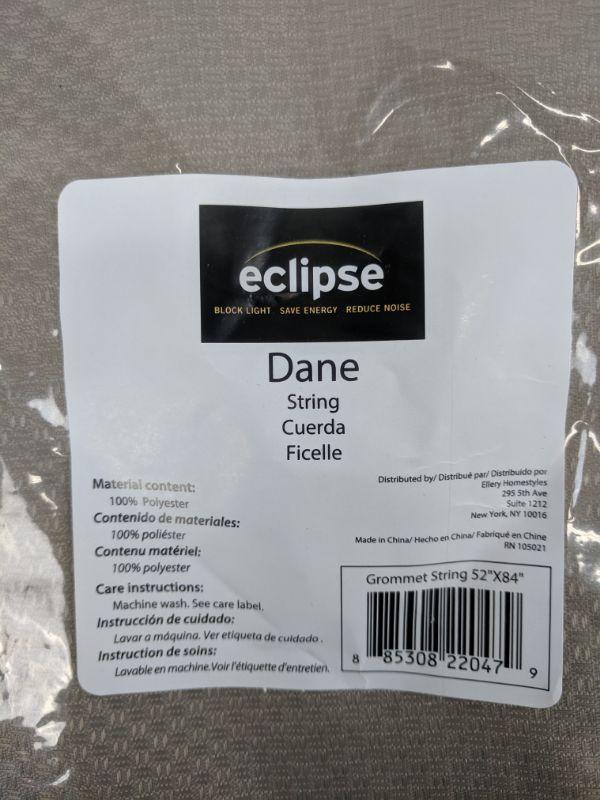 eclipse
BLOCK LIGHT SAVE ENERGY REDUCE NOISE
Dane
String
Cuerda
Ficelle
Material content:
100% Polyester
Contenido de materiales:
100% poliéster
Contenu matériel:
100% polyester
Care instructions:
Machine wash. See care label.
Instrucción de cuidado:
Lavar a máquina. Ver etiqueta de cuidado.
Instruction de soins:
Lavable en machine. Voir l'étiquette d'entretien.
Distributed by/ Distribué par/ Distribuido por
Ellery Homestyles
295 5th Ave
Suite 1212
New York, NY 10016
Made in China/ Hecho en China/ Fabriqué en Chine
RN 105021
Grommet String 52"X84"
8 85308 22047 9